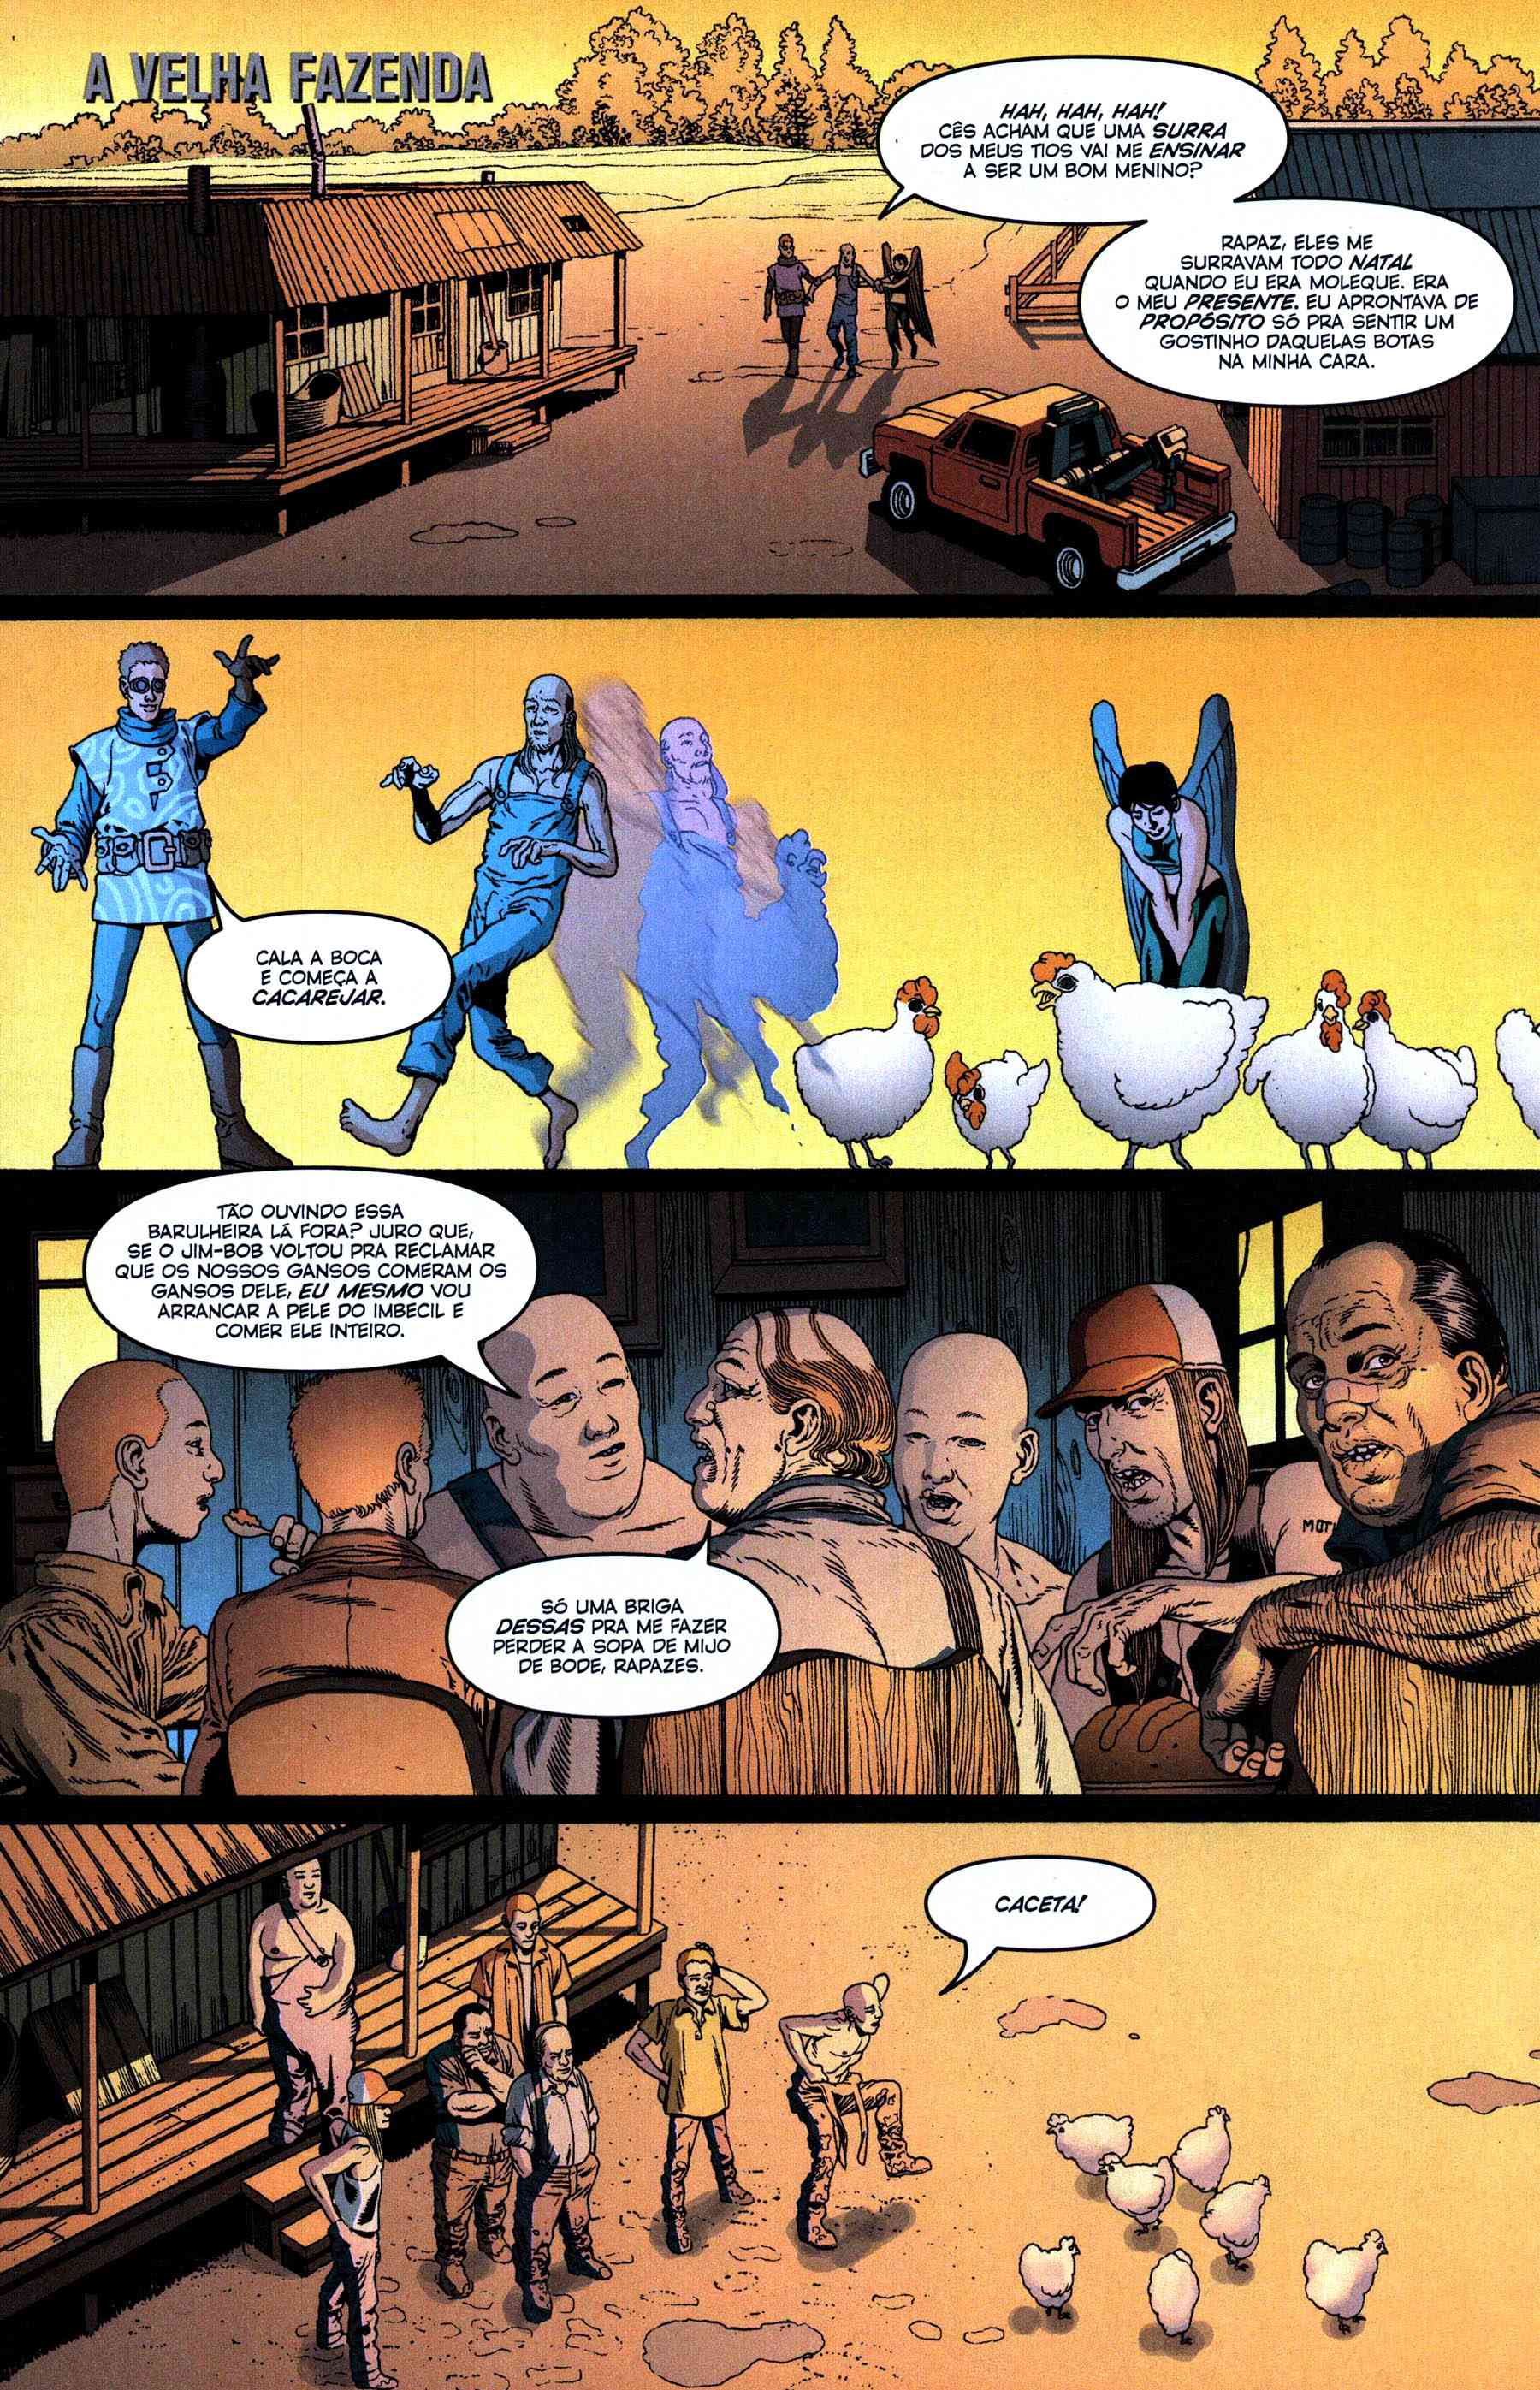 A VELHA FAZENDA
HAH, HAH, HAH!
CÊS ACHAM QUE UMA SURRA
DOS MEUS TIOS VAI ME ENSINAR
A SER UM BOM MENINO?
RAPAZ, ELES ME
SURRAVAM TODO NATAL
QUANDO EU ERA MOLEQUE. ERA
O MEU PRESENTE. EU APRONTAVA DE
PROPÓSITO SÓ PRA SENTIR UM
GOSTINHO DAQUELAS BOTAS
NA MINHA CARA.
CALA A BOCA
E COMEÇA A
CACAREJAR.
TÃO OUVINDO ESSA
BARULHEIRA LÁ FORA? JURO QUE,
SE O JIM-BOB VOLTOU PRA RECLAMAR
QUE OS NOSSOS GANSOS COMERAM OS
GANSOS DELE, EU MESMO VOU
ARRANCAR A PELE DO IMBECIL E
COMER ELE INTEIRO.
SÓ UMA BRIGA
DESSAS PRA ME FAZER
PERDER A SOPA DE MIJO
DE BODE, RAPAZES.
CACETA!